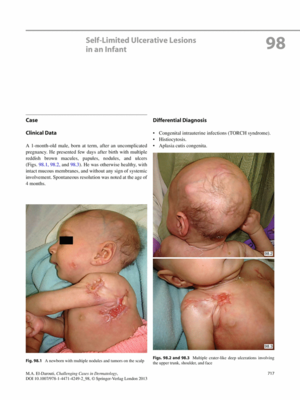 Self-Limited Ulcerative Lesions
in an Infant
98
Case
Clinical Data
A 1-month-old male, born at term, after an uncomplicated
pregnancy. He presented few days after birth with multiple
reddish brown macules, papules, nodules, and ulcers
(Figs. 98.1, 98.2, and 98.3). He was otherwise healthy, with
intact mucous membranes, and without any sign of systemic
involvement. Spontaneous resolution was noted at the age of
4 months.
Fig. 98.1 A newborn with multiple nodules and tumors on the scalp
Differential Diagnosis
• Congenital intrauterine infections (TORCH syndrome).
• Histiocytosis.
• Aplasia cutis congenita.
98.2
98.3
Figs. 98.2 and 98.3 Multiple crater-like deep ulcerations involving
the upper trunk, shoulder, and face
M.A. El-Darouti, Challenging Cases in Dermatology,
DOI 10.1007/978-1-4471-4249-2_98, © Springer-Verlag London 2013